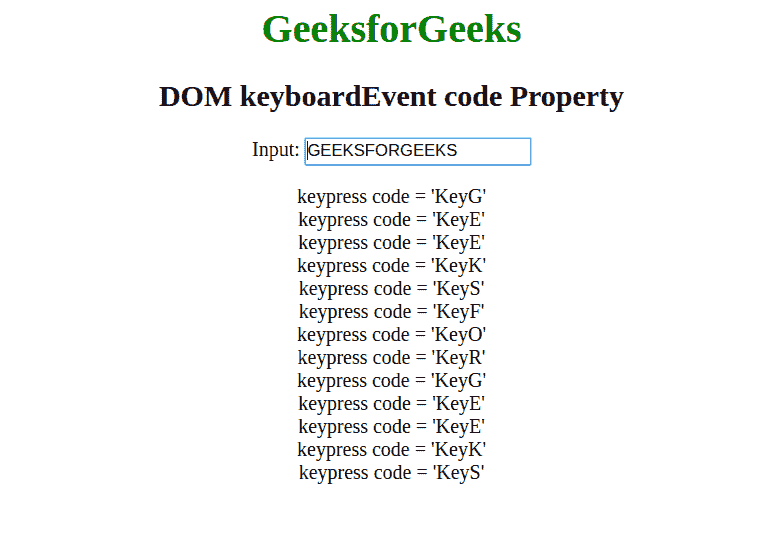 GeeksforGeeks
DOM keyboardEvent code Property
Input: GEEKSFORGEEKS
keypress code = 'KeyG'
keypress code = 'KeyE'
keypress code = 'KeyE'
keypress code = 'KeyK'
keypress code = 'KeyS'
keypress code = 'KeyF'
keypress code = 'KeyO'
keypress code = 'KeyR'
keypress code = 'KeyG'
keypress code = 'KeyE'
keypress code = 'KeyE'
keypress code = 'KeyK'
keypress code = 'KeyS'